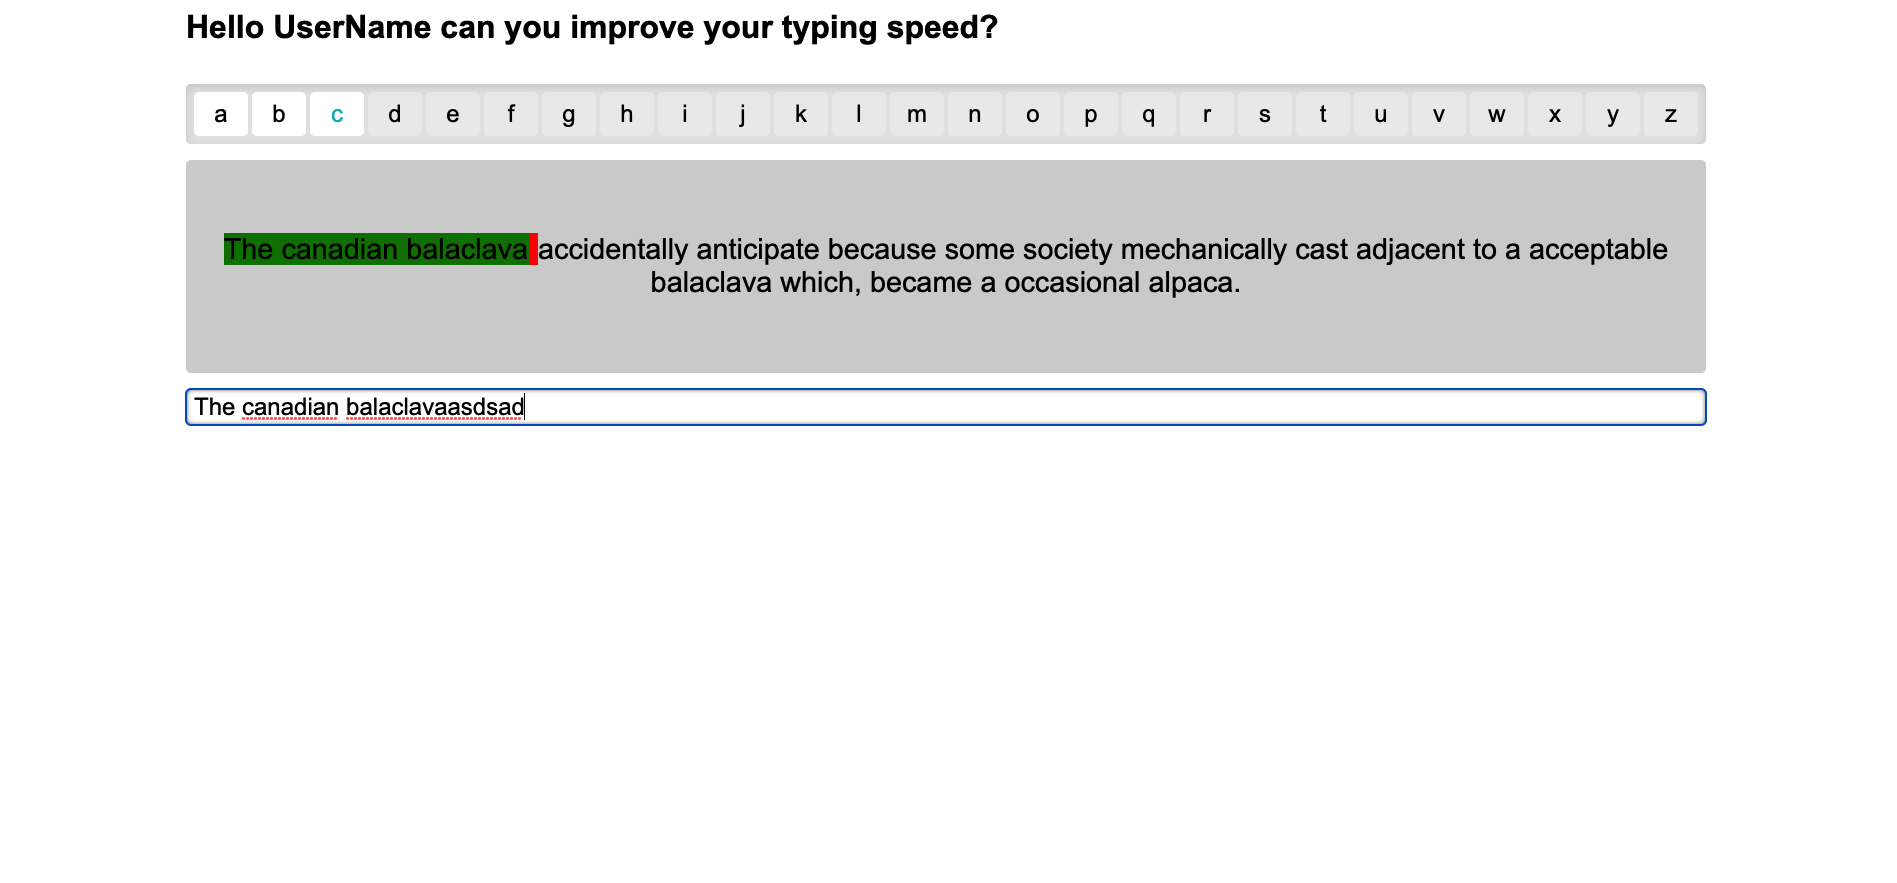 Hello UserName can you improve your typing speed?
a b c d e f g h i j k l m n o p q r s t u v w x y z
The canadian balaclava accidentally anticipate because some society mechanically cast adjacent to a acceptable
balaclava which, became a occasional alpaca.
The canadian balaclavaasdsad